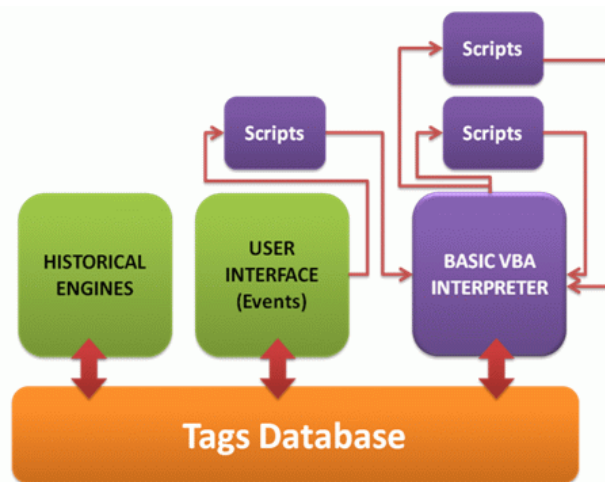 Scripts
Scripts
Scripts
HISTORICAL
ENGINES
USER
INTERFACE
(Events)
BASIC VBA
INTERPRETER
Tags Database